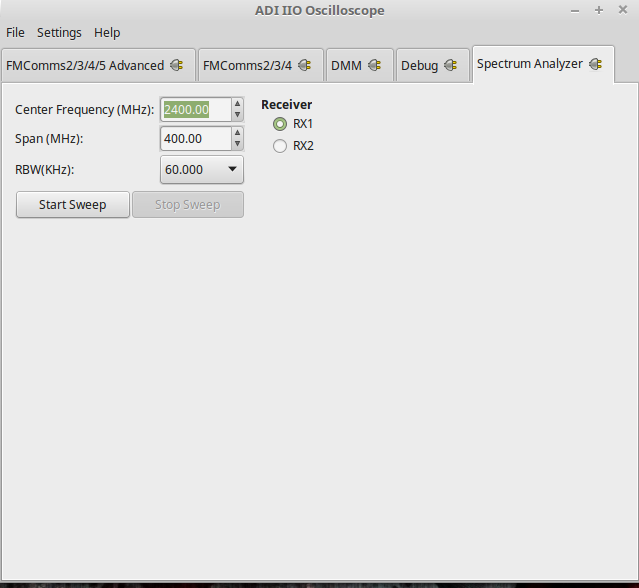 ADI IIO Oscilloscope
File Settings Help
FMComms2/3/4/5 Advanced FMComms2/3/4 DMM Debug Spectrum Analyzer
Center Frequency (MHz): 2400.00 Receiver
RX1
Span (MHz): 400.00
RX2
RBW(KHz): 60.000
Start Sweep Stop Sweep